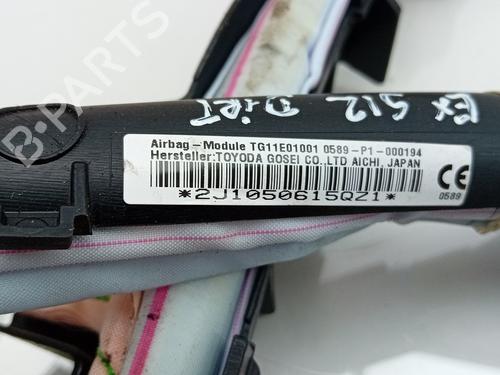 EX 512 DIRT
Airbag-Module TG11E01001 0589-P1-000194
Hersteller:TOYODA GOSEI CO.,LTD AICHI, JAPAN
*2J1050615QZ1*
CE
0589
B-PARTS